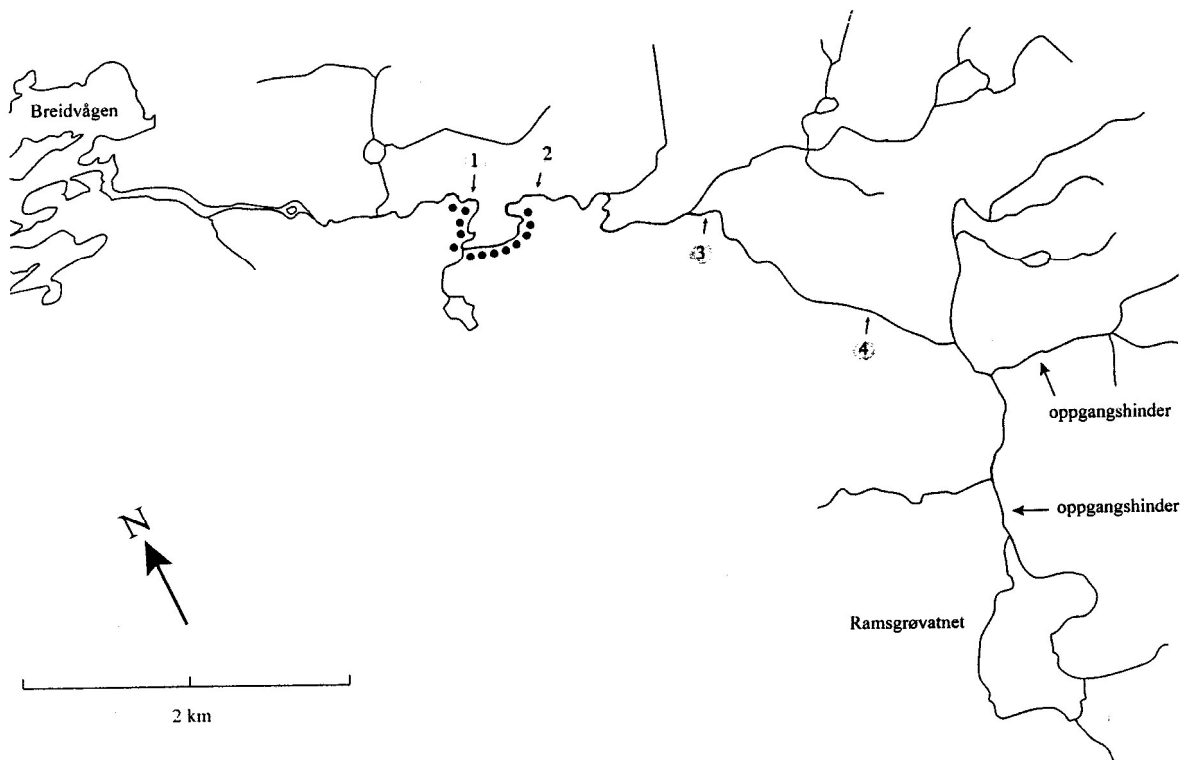 Breidvågen
1
2
3
4
oppgangshinder
oppgangshinder
N
Ramsgrøvatnet
2 km